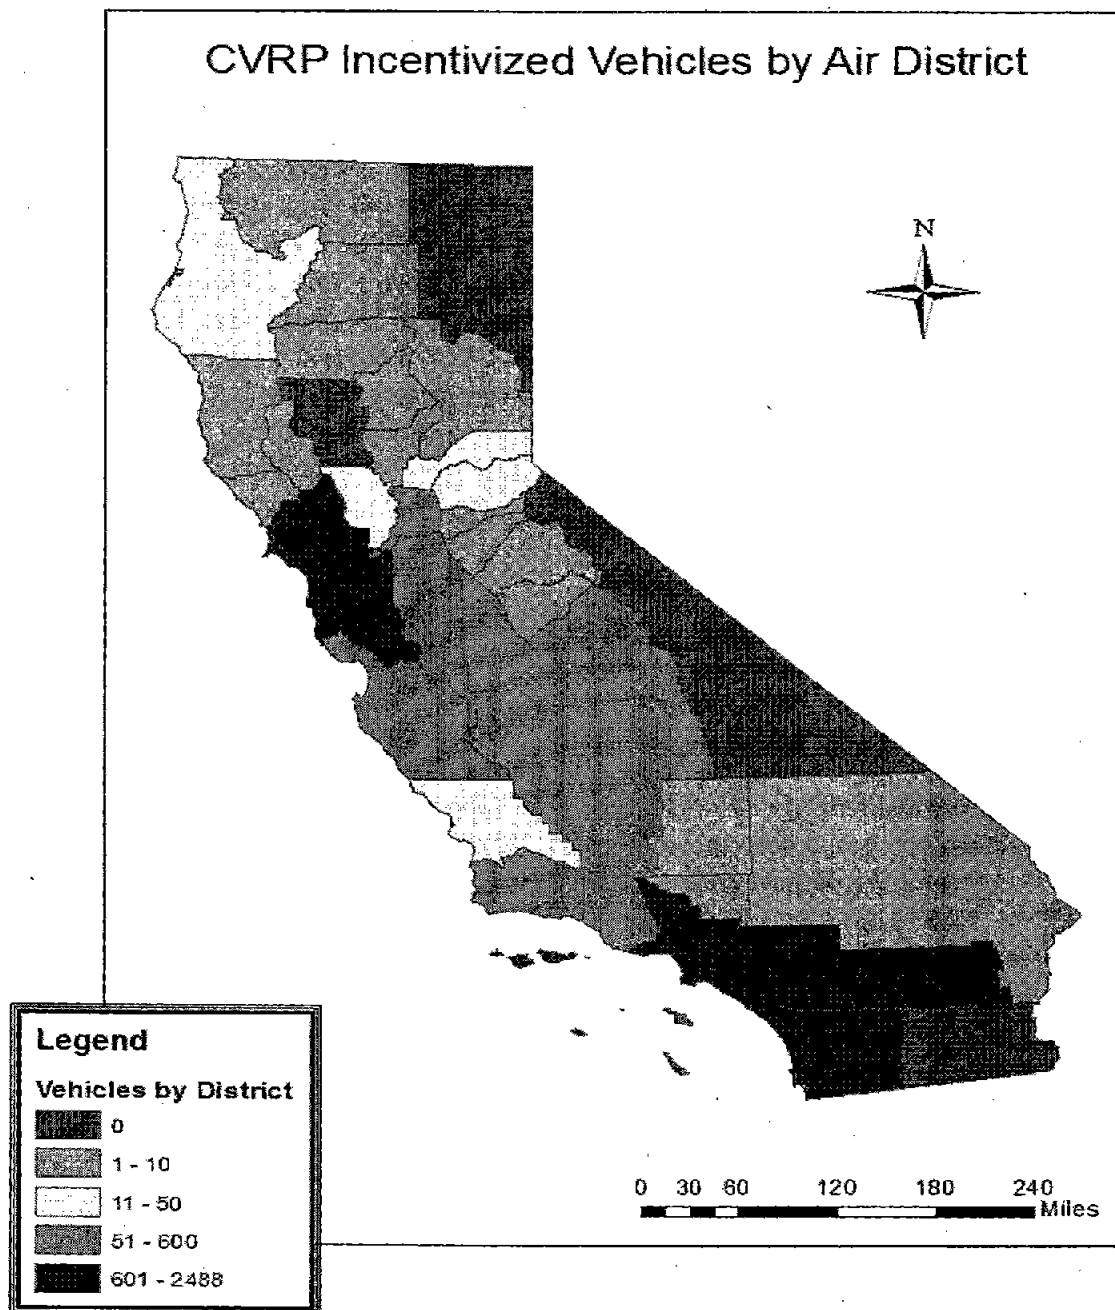 CVRP Incentivized Vehicles by Air District
N
Legend
Vehicles by District
0
1 - 10
11 - 50
51 - 600
601 - 2488
0 30 60 120 180 240
Miles